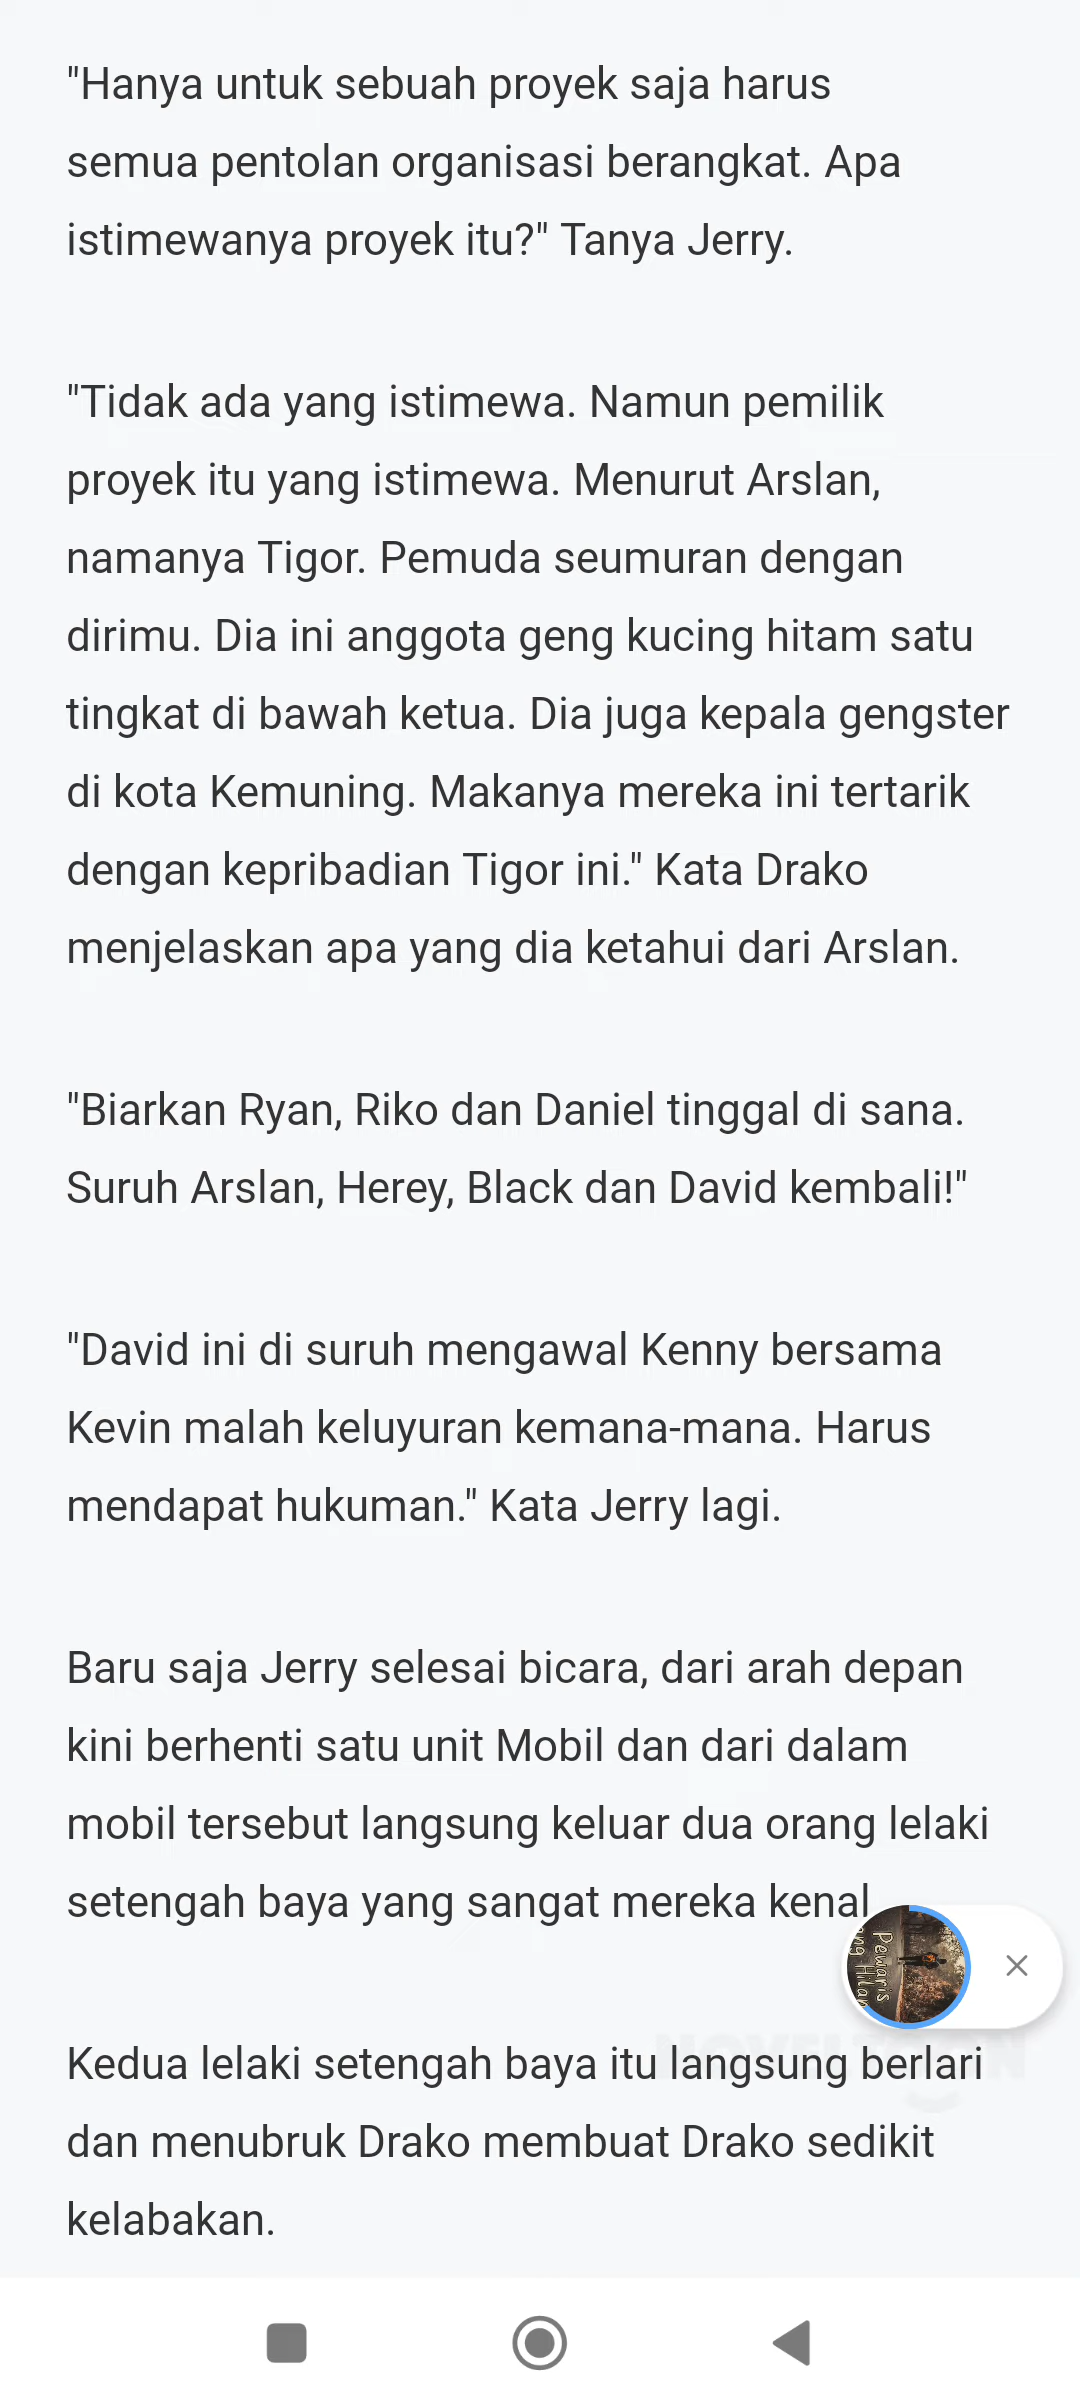 "Hanya untuk sebuah proyek saja harus
semua pentolan organisasi berangkat. Apa
istimewanya proyek itu?" Tanya Jerry.
"Tidak ada yang istimewa. Namun pemilik
proyek itu yang istimewa. Menurut Arslan,
namanya Tigor. Pemuda seumuran dengan
dirimu. Dia ini anggota geng kucing hitam satu
tingkat di bawah ketua. Dia juga kepala gengster
di kota Kemuning. Makanya mereka ini tertarik
dengan kepribadian Tigor ini." Kata Drako
menjelaskan apa yang dia ketahui dari Arslan.
"Biarkan Ryan, Riko dan Daniel tinggal di sana.
Suruh Arslan, Herey, Black dan David kembali!"
"David ini di suruh mengawal Kenny bersama
Kevin malah keluyuran kemana-mana. Harus
mendapat hukuman." Kata Jerry lagi.
Baru saja Jerry selesai bicara, dari arah depan
kini berhenti satu unit Mobil dan dari dalam
mobil tersebut langsung keluar dua orang lelaki
setengah baya yang sangat mereka kenal
Pewaris
NOVELTOON
Kedua lelaki setengah baya itu langsung berlari
dan menubruk Drako membuat Drako sedikit
kelabakan.